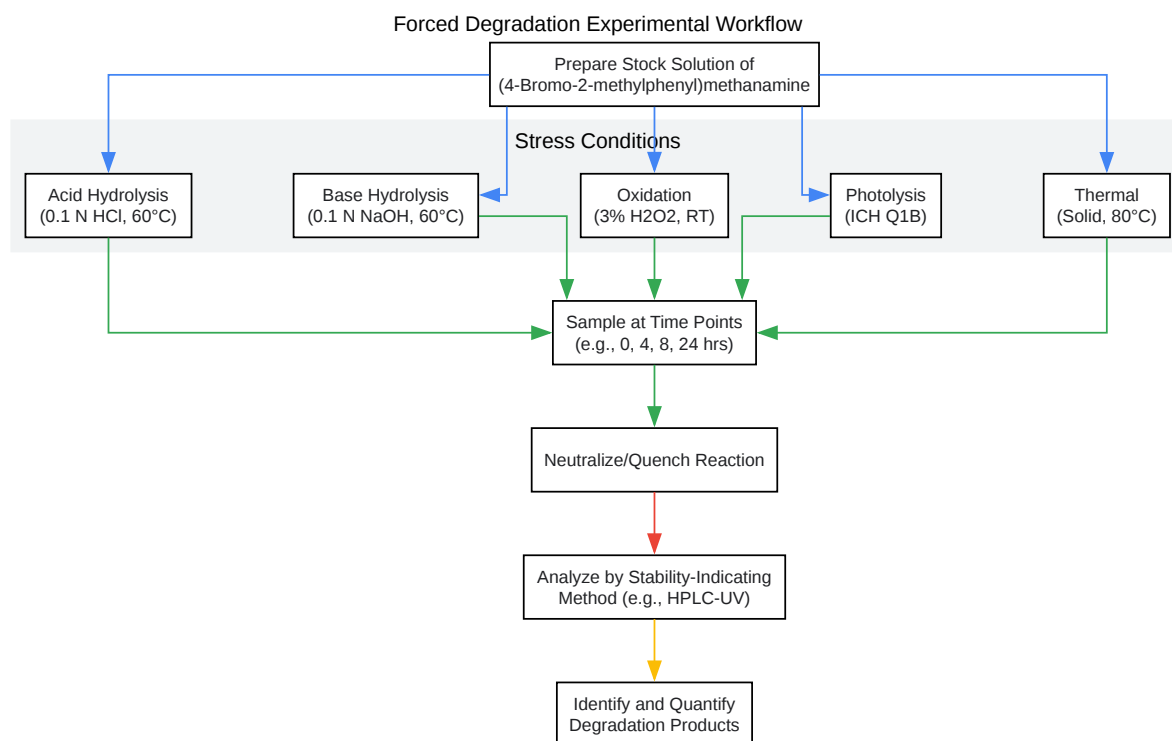 Forced Degradation Experimental Workflow
Prepare Stock Solution of
(4-Bromo-2-methylphenyl)methanamine
Stress Conditions
Acid Hydrolysis
(0.1 N HCl, 60°C)
Base Hydrolysis
(0.1 N NaOH, 60°C)
Oxidation
(3% H2O2, RT)
Photolysis
(ICH Q1B)
Thermal
(Solid, 80°C)
Sample at Time Points
(e.g., 0, 4, 8, 24 hrs)
Neutralize/Quench Reaction
Analyze by Stability-Indicating
Method (e.g., HPLC-UV)
Identify and Quantify
Degradation Products